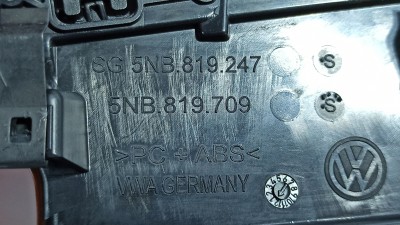 SG 5NB.819.247 S
5NB.819.709 S
>PC+ABS<
GERMANY
VW